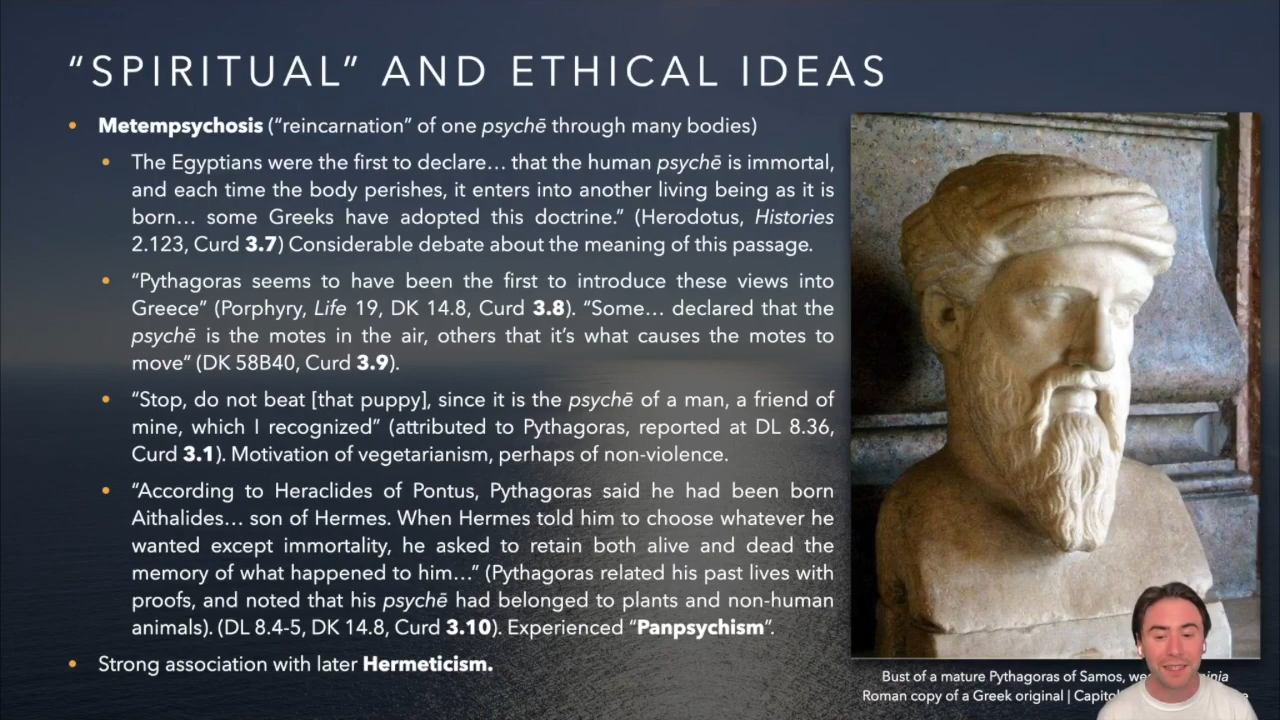 “SPIRITUAL” AND ETHICAL IDEAS
• Metempsychosis (“reincarnation” of one psychē through many bodies)
• The Egyptians were the first to declare… that the human psychē is immortal,
and each time the body perishes, it enters into another living being as it is
born… some Greeks have adopted this doctrine.” (Herodotus, Histories
2.123, Curd 3.7) Considerable debate about the meaning of this passage.
• “Pythagoras seems to have been the first to introduce these views into
Greece” (Porphyry, Life 19, DK 14.8, Curd 3.8). “Some… declared that the
psychē is the motes in the air, others that it’s what causes the motes to
move” (DK 58B40, Curd 3.9).
• “Stop, do not beat [that puppy], since it is the psychē of a man, a friend of
mine, which I recognized” (attributed to Pythagoras, reported at DL 8.36,
Curd 3.1). Motivation of vegetarianism, perhaps of non-violence.
• “According to Heraclides of Pontus, Pythagoras said he had been born
Aithalides… son of Hermes. When Hermes told him to choose whatever he
wanted except immortality, he asked to retain both alive and dead the
memory of what happened to him…” (Pythagoras related his past lives with
proofs, and noted that his psychē had belonged to plants and non-human
animals). (DL 8.4-5, DK 14.8, Curd 3.10). Experienced “Panpsychism”.
• Strong association with later Hermeticism.
Bust of a mature Pythagoras of Samos,
Roman copy of a Greek original |